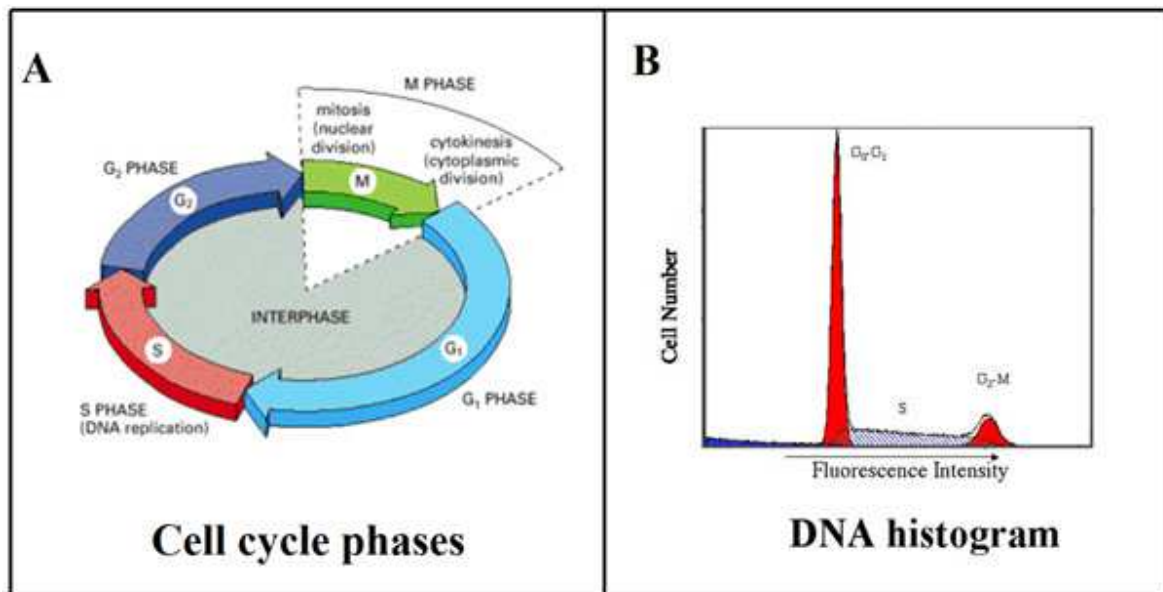 A
M PHASE
mitosis
(nuclear
division)
cytokinesis
(cytoplasmic
division)
G₂ PHASE
M
G₂
INTERPHASE
S
G₁
S PHASE
(DNA replication)
G₁ PHASE
Cell cycle phases
B
G₀-G₁
Cell Number
G₂-M
S
Fluorescence Intensity
DNA histogram